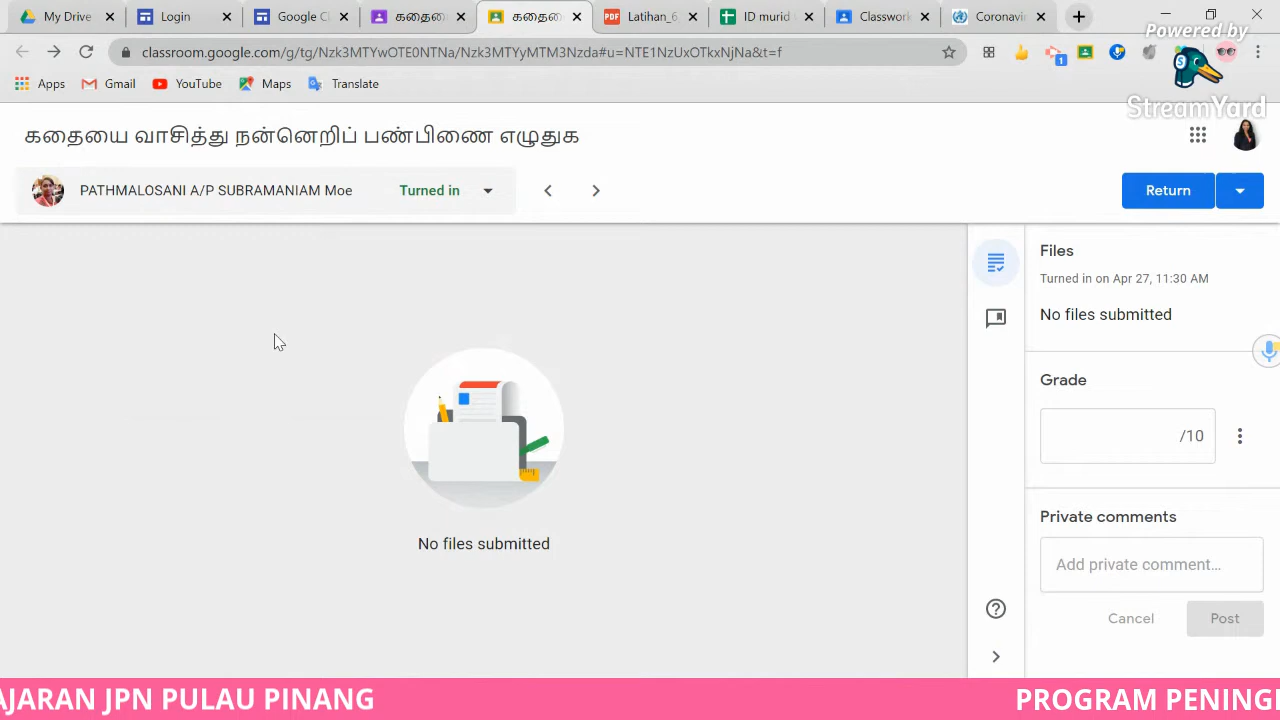 My Drive
Login
Google Cl
கதைை
கதைை
Latihan_6
ID murid
Classwork
Coronavir
Powered by
classroom.google.com/g/tg/Nzk3MTYwOTE0NTNa/Nzk3MTYyMTM3Nzda#u=NTE1NzUxOTkxNjNa&t=f
1
StreamYard
Apps
Gmail
YouTube
Maps
Translate
கதையை வாசித்து நன்னெறிப் பண்பிணை எழுதுக
PATHMALOSANI A/P SUBRAMANIAM Moe
Turned in
Return
Files
Turned in on Apr 27, 11:30 AM
No files submitted
Grade
/10
No files submitted
Private comments
Add private comment...
Cancel
Post
AJARAN JPN PULAU PINANG
PROGRAM PENING